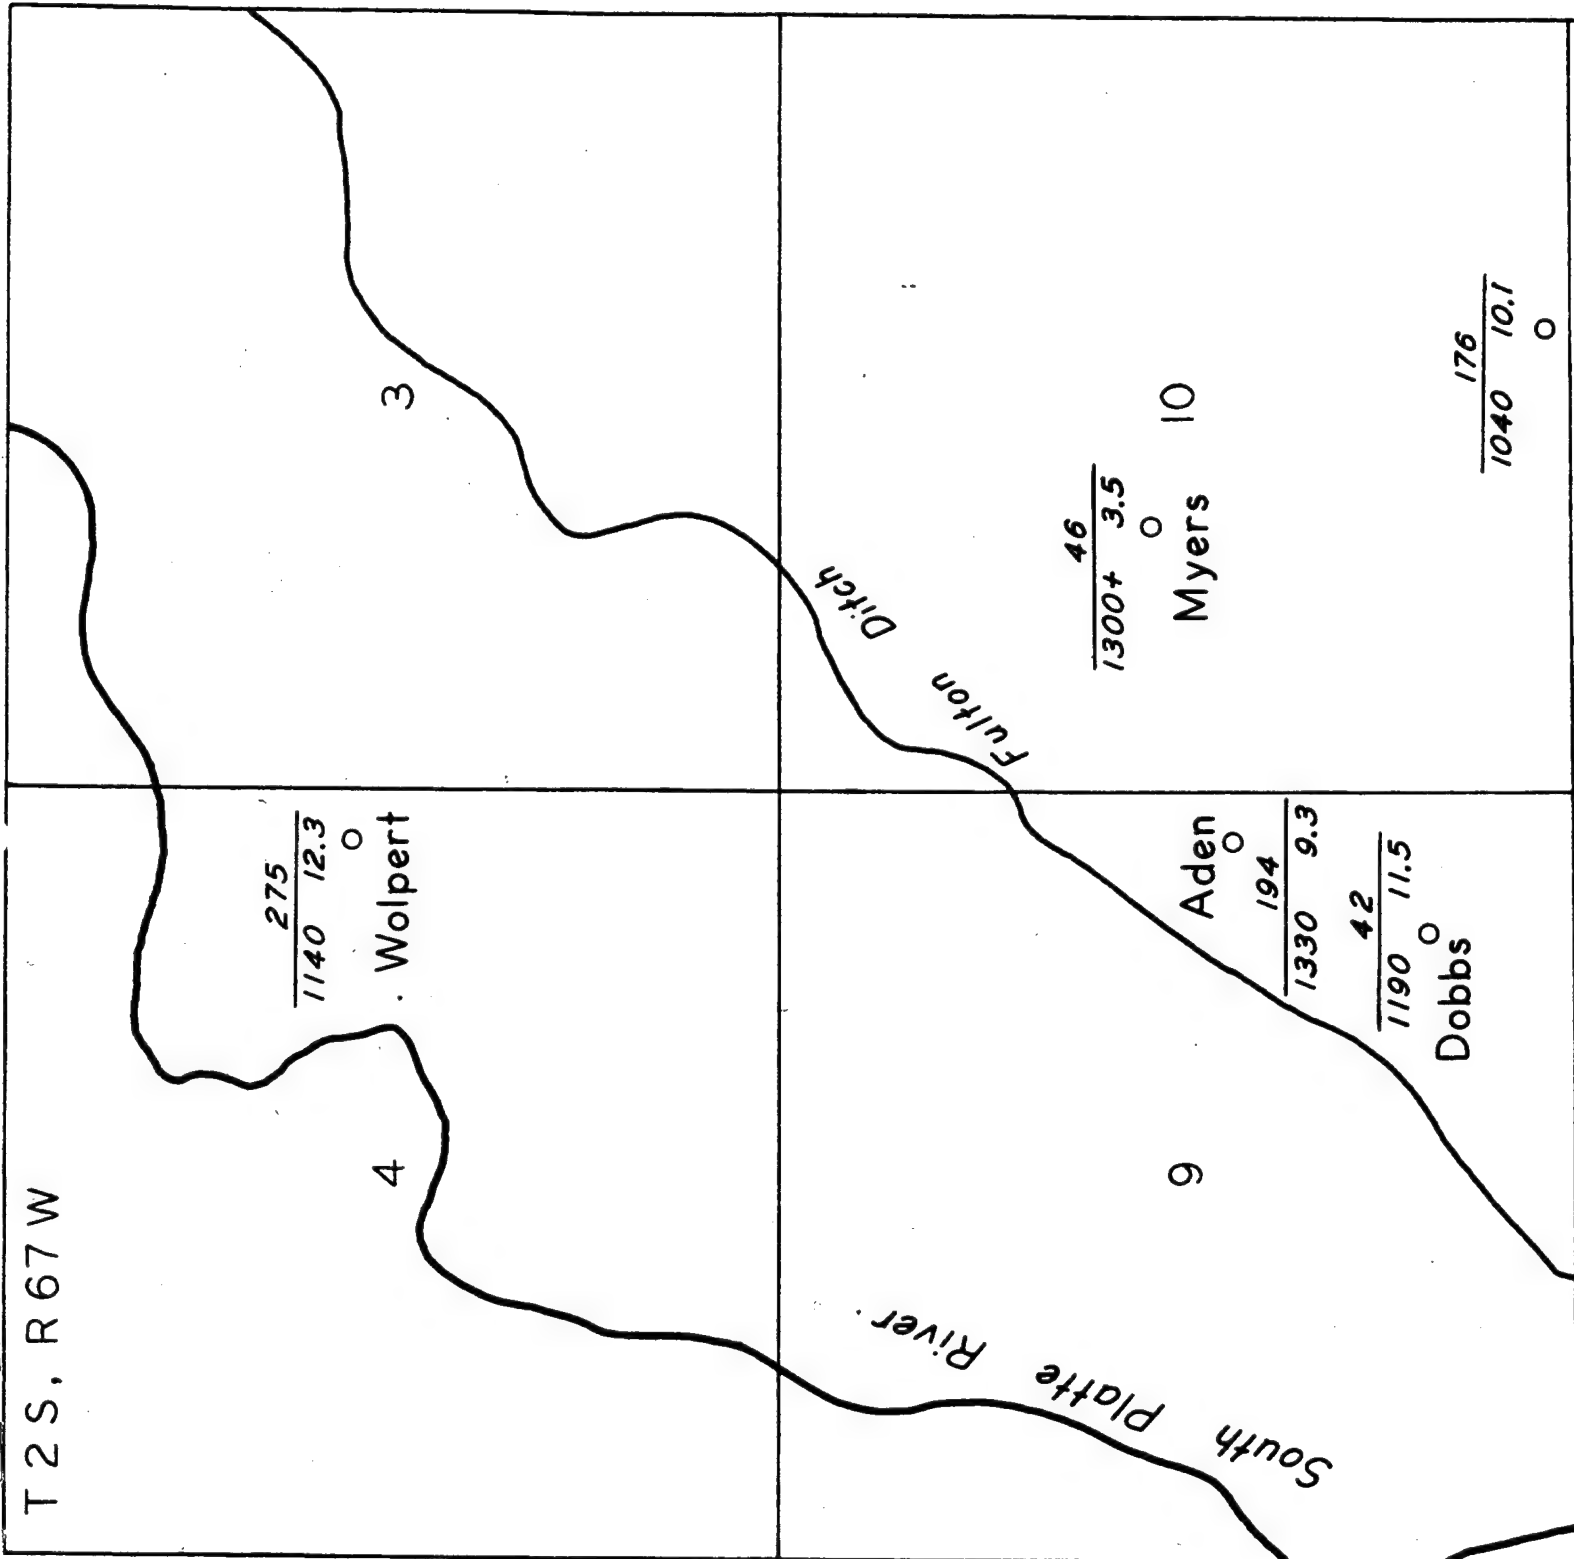 T 2 S, R 67 W
4
3
275
1140 12.3
Wolpert
Fulton Ditch
South Platte River
9
10
46
1300+ 3.5
Myers
Aden
194
1330 9.3
42
1190 11.5
Dobbs
176
1040 10.1